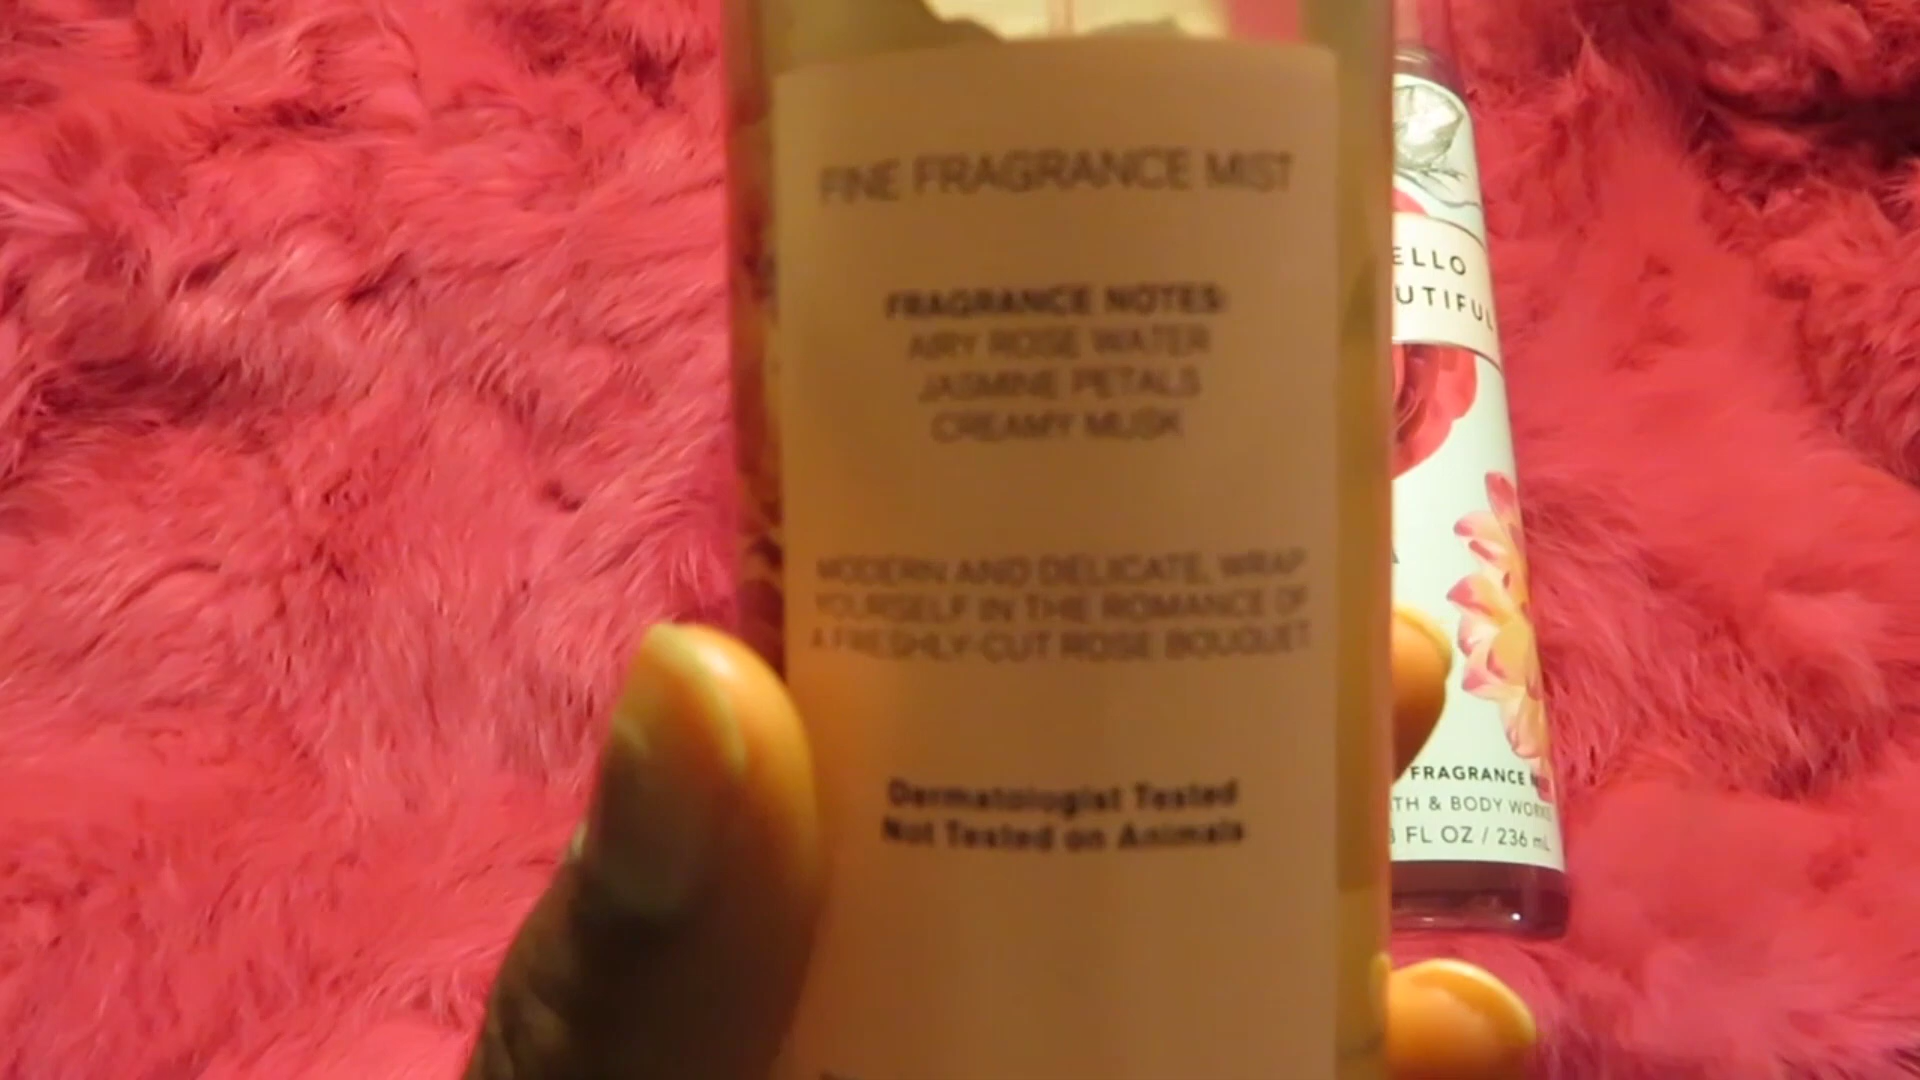 FINE FRAGRANCE MIST
FRAGRANCE NOTES:
AIRY ROSE WATER
JASMINE PETALS
CREAMY MUSK
MODERN AND DELICATE, WRAP
YOURSELF IN THE ROMANCE OF
A FRESHLY-CUT ROSE BOUQUET
Dermatologist Tested
Not Tested on Animals
ELLO
UTIFUL
FRAGRANCE
TH & BODY WORKS
8 FL OZ / 236 mL